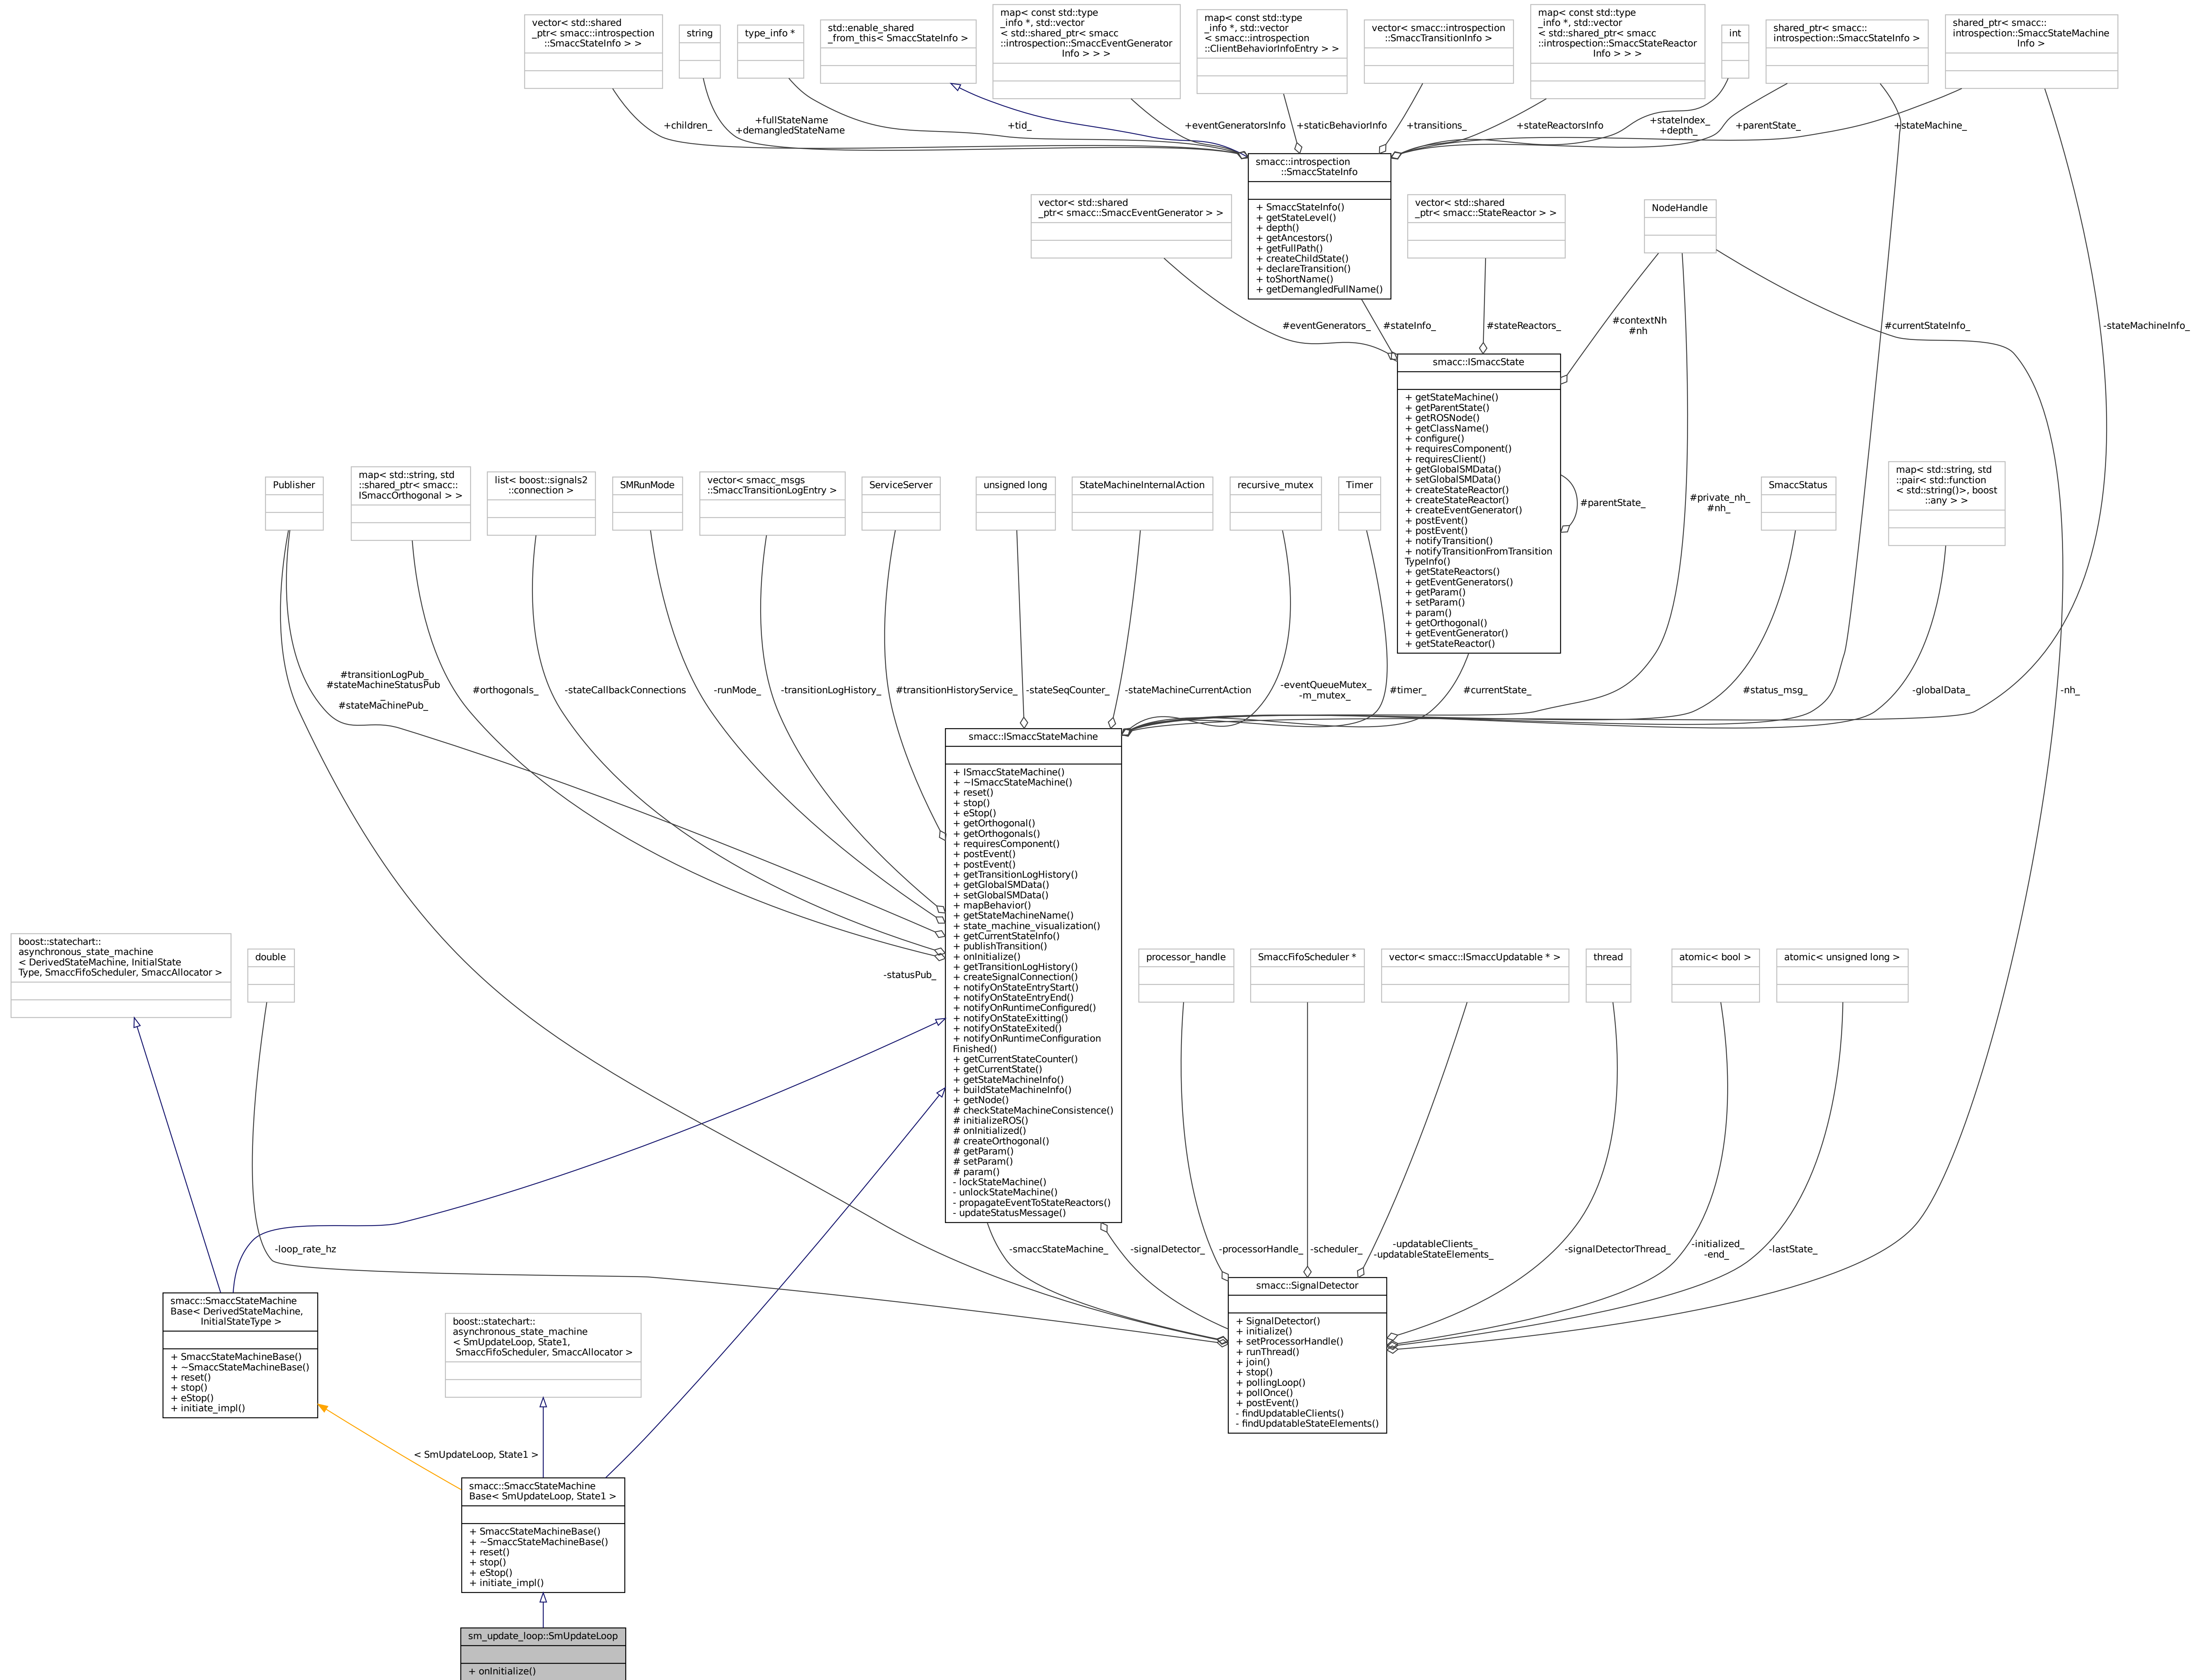 vector< std::shared
_ptr< smacc::introspection
::SmaccStateInfo > >
string
type_info *
std::enable_shared
_from_this< SmaccStateInfo >
map< const std::type
_info *, std::vector
< std::shared_ptr< smacc
::introspection::SmaccEventGenerator
Info > > >
map< const std::type
_info *, std::vector
< smacc::introspection
::ClientBehaviorInfoEntry > >
vector< smacc::introspection
::SmaccTransitionInfo >
map< const std::type
_info *, std::vector
< std::shared_ptr< smacc
::introspection::SmaccStateReactor
Info > > >
int
shared_ptr< smacc::
introspection::SmaccStateInfo >
shared_ptr< smacc::
introspection::SmaccStateMachine
Info >
+children_
+fullStateName
+demangledStateName
+tid_
+eventGeneratorsInfo
+staticBehaviorInfo
+transitions_
+stateReactorsInfo
+stateIndex_
+depth_
+parentState_
+stateMachine_
smacc::introspection
::SmaccStateInfo
+ SmaccStateInfo()
+ getStateLevel()
+ depth()
+ getAncestors()
+ getFullPath()
+ createChildState()
+ declareTransition()
+ toShortName()
+ getDemangledFullName()
vector< std::shared
_ptr< smacc::SmaccEventGenerator > >
vector< std::shared
_ptr< smacc::StateReactor > >
NodeHandle
#eventGenerators_
#stateInfo_
#stateReactors_
#contextNh
#nh
#currentStateInfo_
-stateMachineInfo_
smacc::ISmaccState
+ getStateMachine()
+ getParentState()
+ getROSNode()
+ getClassName()
+ configure()
+ requiresComponent()
+ requiresClient()
+ getGlobalSMData()
+ setGlobalSMData()
+ createStateReactor()
+ createStateReactor()
+ createEventGenerator()
+ postEvent()
+ postEvent()
+ notifyTransition()
+ notifyTransitionFromTransition
TypeInfo()
+ getStateReactors()
+ getEventGenerators()
+ getParam()
+ setParam()
+ param()
+ getOrthogonal()
+ getEventGenerator()
+ getStateReactor()
#parentState_
#private_nh_
#nh_
Publisher
map< std::string, std
::shared_ptr< smacc::
ISmaccOrthogonal > >
list< boost::signals2
::connection >
SMRunMode
vector< smacc_msgs
::SmaccTransitionLogEntry >
ServiceServer
unsigned long
StateMachineInternalAction
recursive_mutex
Timer
SmaccStatus
map< std::string, std
::pair< std::function
< std::string()>, boost
::any > >
#transitionLogPub_
#stateMachineStatusPub
_
#stateMachinePub_
#orthogonals_
-stateCallbackConnections
-runMode_
-transitionLogHistory_
#transitionHistoryService_
-stateSeqCounter_
-stateMachineCurrentAction
-eventQueueMutex_
-m_mutex_
#timer_
#currentState_
#status_msg_
-globalData_
-nh_
smacc::ISmaccStateMachine
+ ISmaccStateMachine()
+ ~ISmaccStateMachine()
+ reset()
+ stop()
+ eStop()
+ getOrthogonal()
+ getOrthogonals()
+ requiresComponent()
+ postEvent()
+ postEvent()
+ getTransitionLogHistory()
+ getGlobalSMData()
+ setGlobalSMData()
+ mapBehavior()
+ getStateMachineName()
+ state_machine_visualization()
+ getCurrentStateInfo()
+ publishTransition()
+ onInitialize()
+ getTransitionLogHistory()
+ createSignalConnection()
+ notifyOnStateEntryStart()
+ notifyOnStateEntryEnd()
+ notifyOnRuntimeConfigured()
+ notifyOnStateExitting()
+ notifyOnStateExited()
+ notifyOnRuntimeConfiguration
Finished()
+ getCurrentStateCounter()
+ getCurrentState()
+ getStateMachineInfo()
+ buildStateMachineInfo()
+ getNode()
# checkStateMachineConsistence()
# initializeROS()
# onInitialized()
# createOrthogonal()
# getParam()
# setParam()
# param()
- lockStateMachine()
- unlockStateMachine()
- propagateEventToStateReactors()
- updateStatusMessage()
-statusPub_
boost::statechart::
asynchronous_state_machine
< DerivedStateMachine, InitialState
Type, SmaccFifoScheduler, SmaccAllocator >
double
processor_handle
SmaccFifoScheduler *
vector< smacc::ISmaccUpdatable * >
thread
atomic< bool >
atomic< unsigned long >
-loop_rate_hz
-smaccStateMachine_
-signalDetector_
-processorHandle_
-scheduler_
-updatableClients_
-updatableStateElements_
-signalDetectorThread_
-initialized_
-end_
-lastState_
smacc::SignalDetector
+ SignalDetector()
+ initialize()
+ setProcessorHandle()
+ runThread()
+ join()
+ stop()
+ pollingLoop()
+ pollOnce()
+ postEvent()
- findUpdatableClients()
- findUpdatableStateElements()
smacc::SmaccStateMachine
Base< DerivedStateMachine,
InitialStateType >
+ SmaccStateMachineBase()
+ ~SmaccStateMachineBase()
+ reset()
+ stop()
+ eStop()
+ initiate_impl()
boost::statechart::
asynchronous_state_machine
< SmUpdateLoop, State1,
SmaccFifoScheduler, SmaccAllocator >
< SmUpdateLoop, State1 >
smacc::SmaccStateMachine
Base< SmUpdateLoop, State1 >
+ SmaccStateMachineBase()
+ ~SmaccStateMachineBase()
+ reset()
+ stop()
+ eStop()
+ initiate_impl()
sm_update_loop::SmUpdateLoop
+ onInitialize()